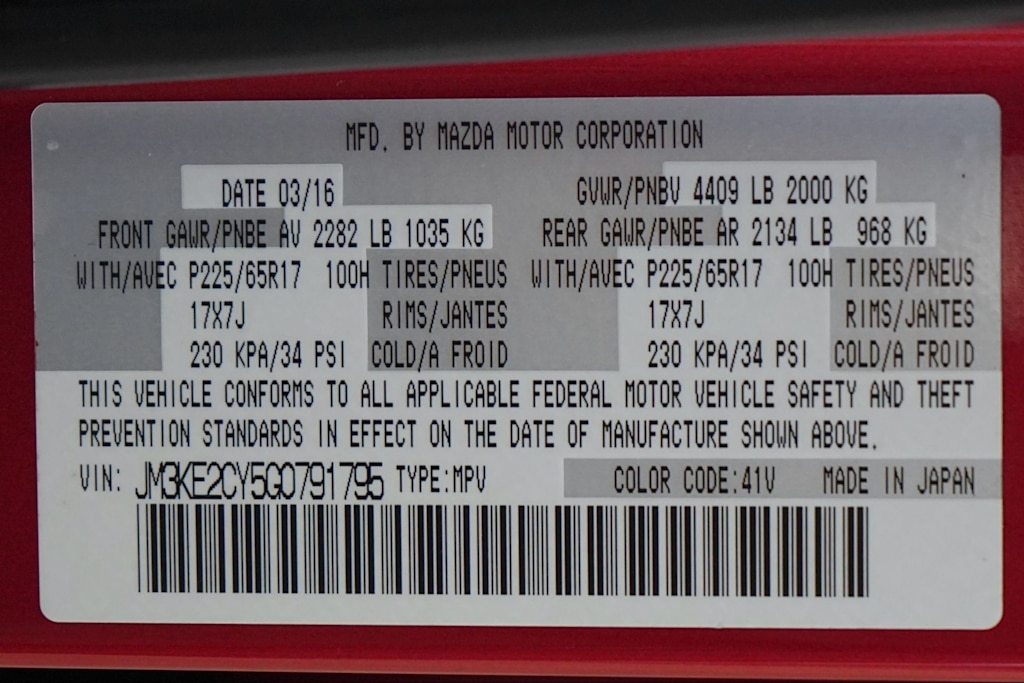 MFD. BY MAZDA MOTOR CORPORATION
DATE 03/16 GVWR/PNBV 4409 LB 2000 KG
FRONT GAWR/PNBE AV 2282 LB 1035 KG REAR GAWR/PNBE AR 2134 LB 968 KG
WITH/AVEC P225/65R17 100H TIRES/PNEUS WITH/AVEC P225/65R17 100H TIRES/PNEUS
17X7J RIMS/JANTES 17X7J RIMS/JANTES
230 KPA/34 PSI COLD/A FROID 230 KPA/34 PSI COLD/A FROID
THIS VEHICLE CONFORMS TO ALL APPLICABLE FEDERAL MOTOR VEHICLE SAFETY AND THEFT
PREVENTION STANDARDS IN EFFECT ON THE DATE OF MANUFACTURE SHOWN ABOVE.
VIN: JM3KE2CY5G0791795 TYPE:MPV COLOR CODE:41V MADE IN JAPAN